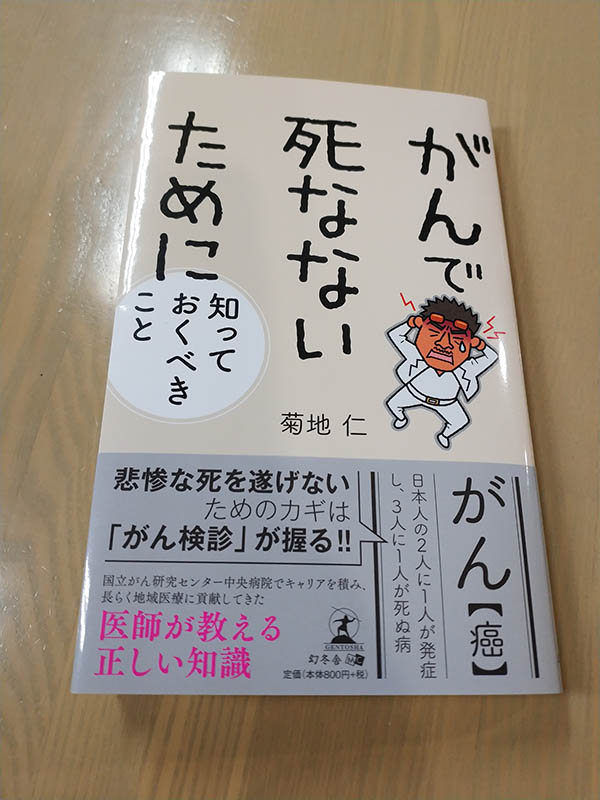 がんで
死なない
ために
知って
おくべき
こと
菊地 仁
がん【癌】
日本人の2人に1人が発症
し、3人に1人が死ぬ病
悲惨な死を遂げない
ためのカギは
「がん検診」が握る!!
国立がん研究センター中央病院でキャリアを積み、
長らく地域医療に貢献してきた
医師が教える
正しい知識
GENTOSHA
幻冬舎 MC
定価(本体800円+税)